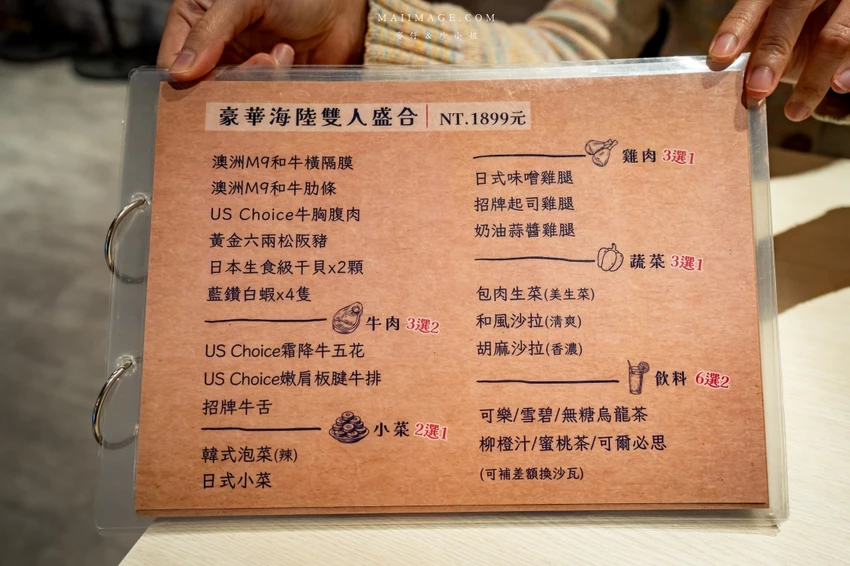 MAIIMAGE.COM
豪華海陸雙人盛合 NT.1899元
澳洲M9和牛橫隔膜
澳洲M9和牛肋條
US Choice牛胸腹肉
黃金六兩松阪豬
日本生食級干貝x2顆
藍鑽白蝦x4隻
牛肉 3選2
US Choice霜降牛五花
US Choice嫩肩板腱牛排
招牌牛舌
小菜 2選1
韓式泡菜(辣)
日式小菜
雞肉 3選1
日式味噌雞腿
招牌起司雞腿
奶油蒜醬雞腿
蔬菜 3選1
包肉生菜(美生菜)
和風沙拉(清爽)
胡麻沙拉(香濃)
飲料 6選2
可樂/雪碧/無糖烏龍茶
柳橙汁/蜜桃茶/可爾必思
(可補差額換沙瓦)